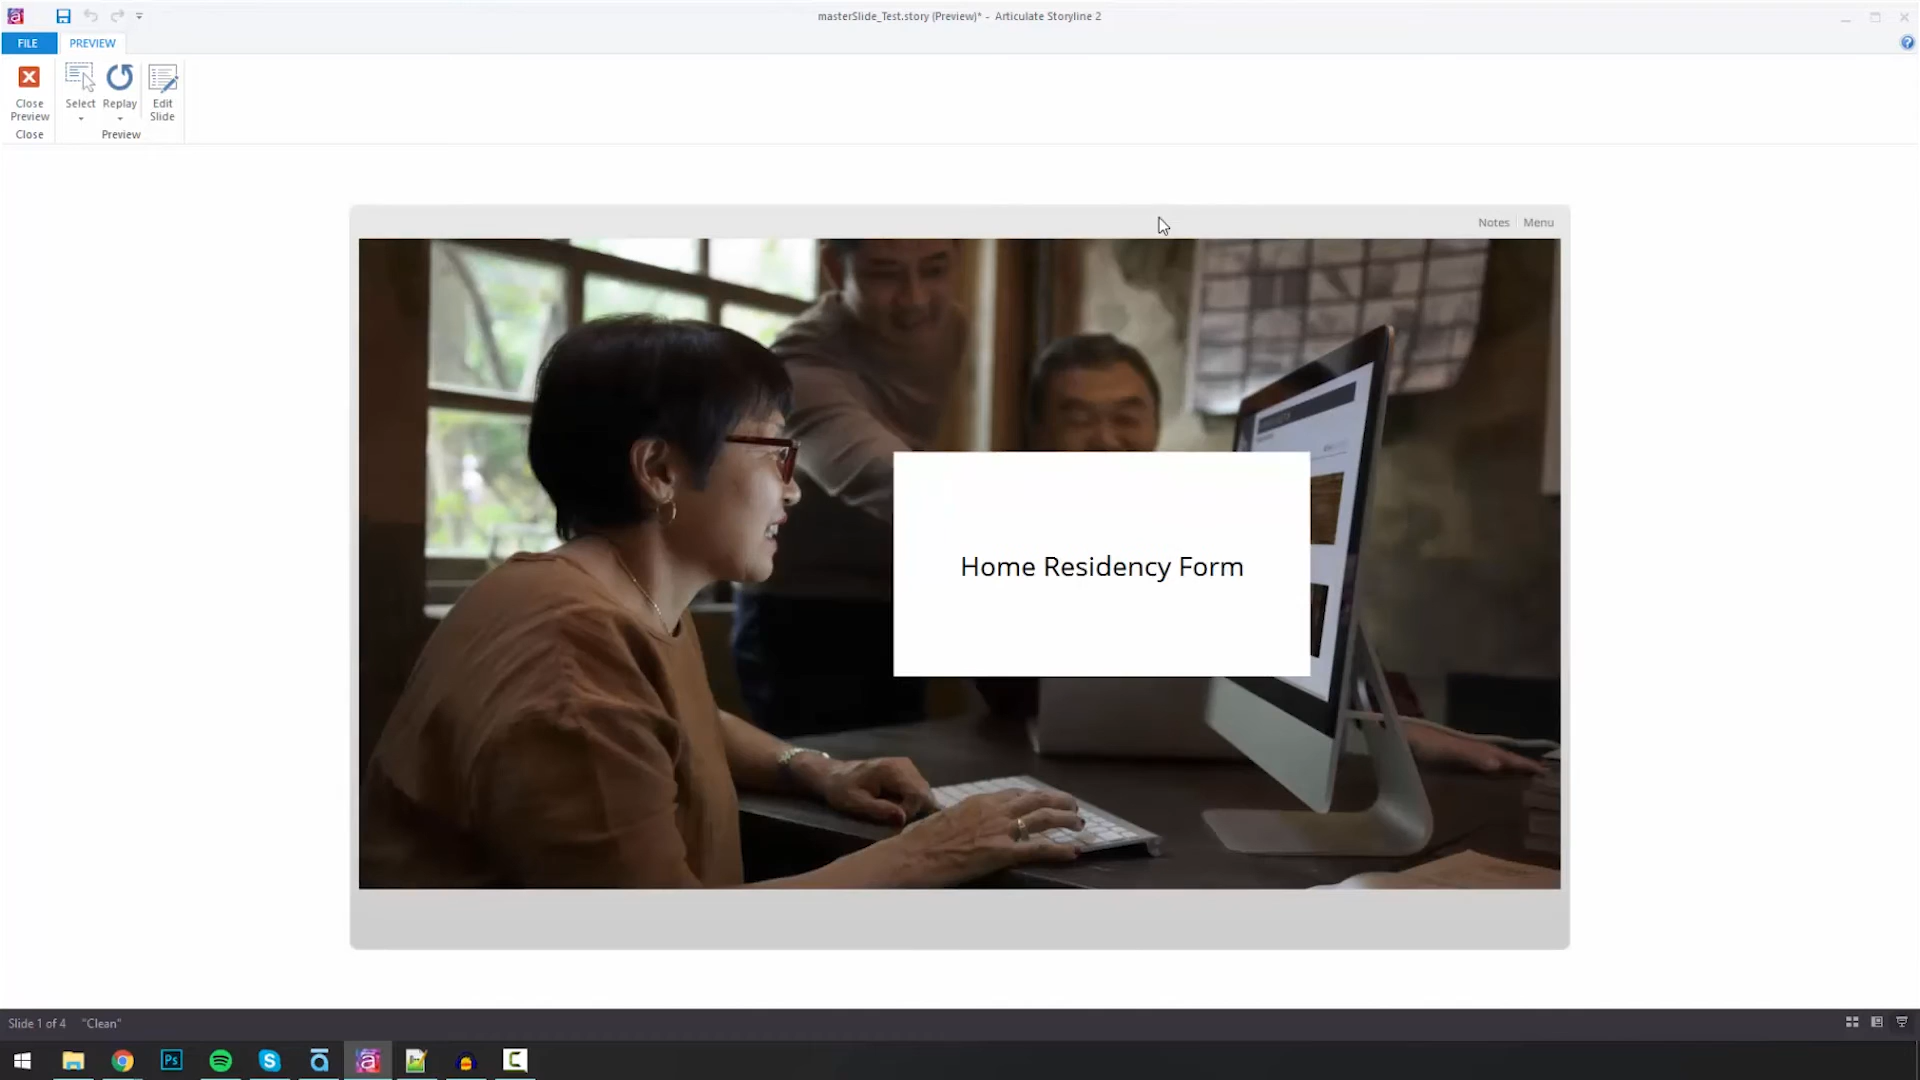 masterSlide_Test.story (Preview)* - Articulate Storyline 2
FILE
PREVIEW
Close
Preview
Select
Replay
Edit
Slide
Close
Preview
Notes
Menu
Home Residency Form
Slide 1 of 4
"Clean"
Ps